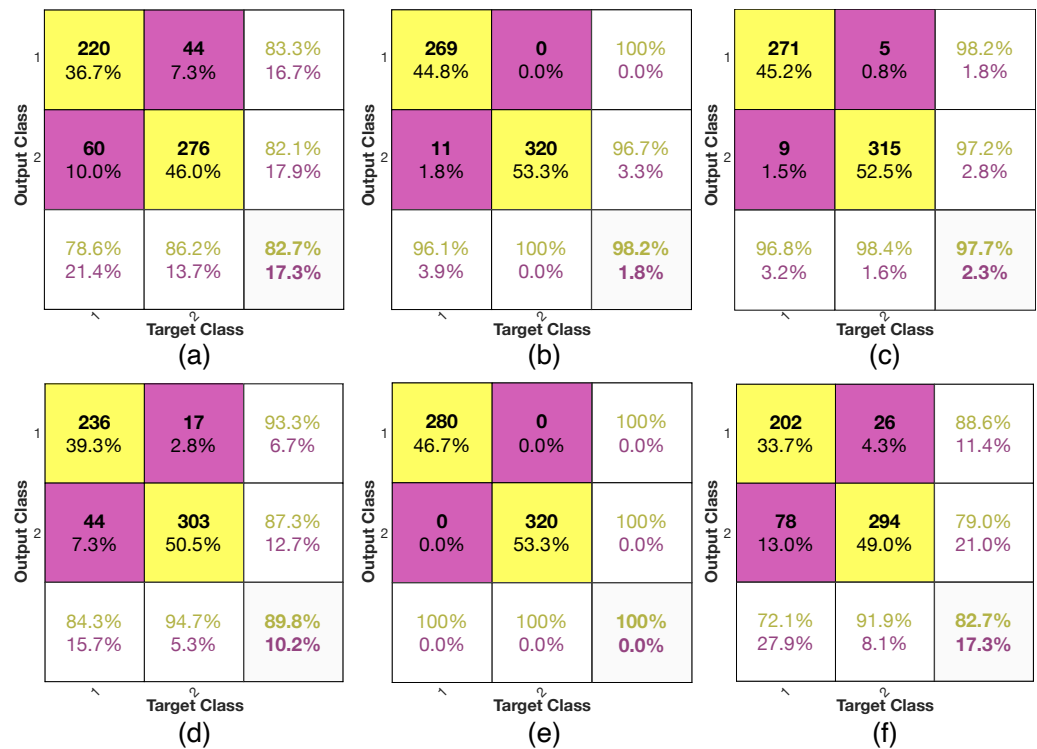 220 44 83.3%
1
36.7% 7.3% 16.7%
60 276 82.1%
2
10.0% 46.0% 17.9%
78.6% 86.2% 82.7%
21.4% 13.7% 17.3%
1 2
Output Class
Target Class
(a)
269 0 100%
1
44.8% 0.0% 0.0%
11 320 96.7%
2
1.8% 53.3% 3.3%
96.1% 100% 98.2%
3.9% 0.0% 1.8%
1 2
Output Class
Target Class
(b)
271 5 98.2%
1
45.2% 0.8% 1.8%
9 315 97.2%
2
1.5% 52.5% 2.8%
96.8% 98.4% 97.7%
3.2% 1.6% 2.3%
1 2
Output Class
Target Class
(c)
236 17 93.3%
1
39.3% 2.8% 6.7%
44 303 87.3%
2
7.3% 50.5% 12.7%
84.3% 94.7% 89.8%
15.7% 5.3% 10.2%
1 2
Output Class
Target Class
(d)
280 0 100%
1
46.7% 0.0% 0.0%
0 320 100%
2
0.0% 53.3% 0.0%
100% 100% 100%
0.0% 0.0% 0.0%
1 2
Output Class
Target Class
(e)
202 26 88.6%
1
33.7% 4.3% 11.4%
78 294 79.0%
2
13.0% 49.0% 21.0%
72.1% 91.9% 82.7%
27.9% 8.1% 17.3%
1 2
Output Class
Target Class
(f)